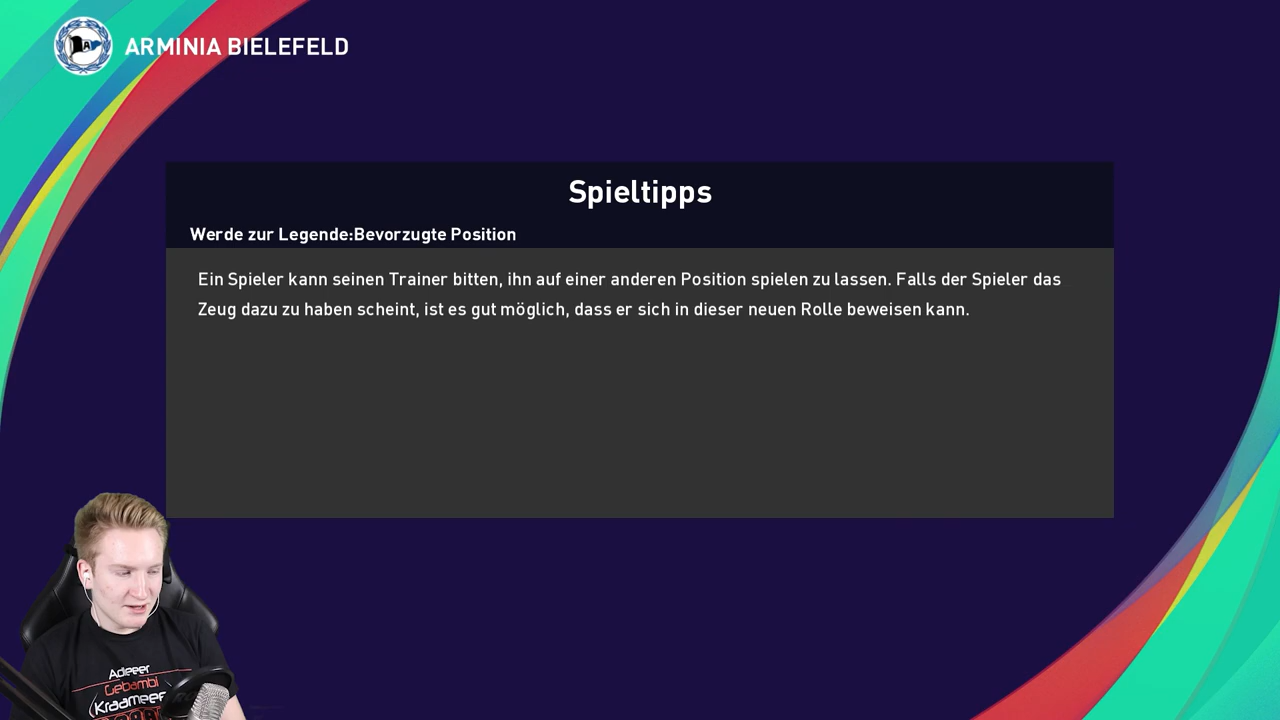 ARMINIA BIELEFELD
Spieltipps
Werde zur Legende:Bevorzugte Position
Ein Spieler kann seinen Trainer bitten, ihn auf einer anderen Position spielen zu lassen. Falls der Spieler das
Zeug dazu zu haben scheint, ist es gut möglich, dass er sich in dieser neuen Rolle beweisen kann.
Adieeer
Gebambl
Kraameee